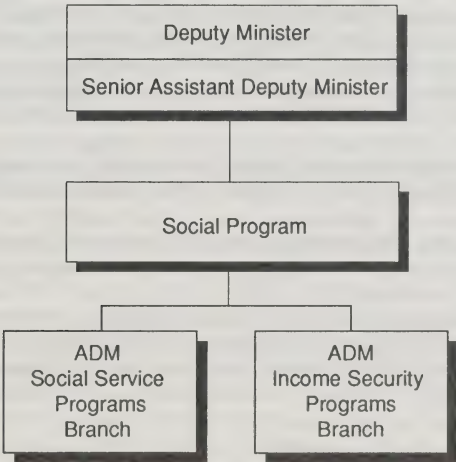 Deputy Minister
Senior Assistant Deputy Minister
Social Program
ADM
Social Service
Programs
Branch
ADM
Income Security
Programs
Branch